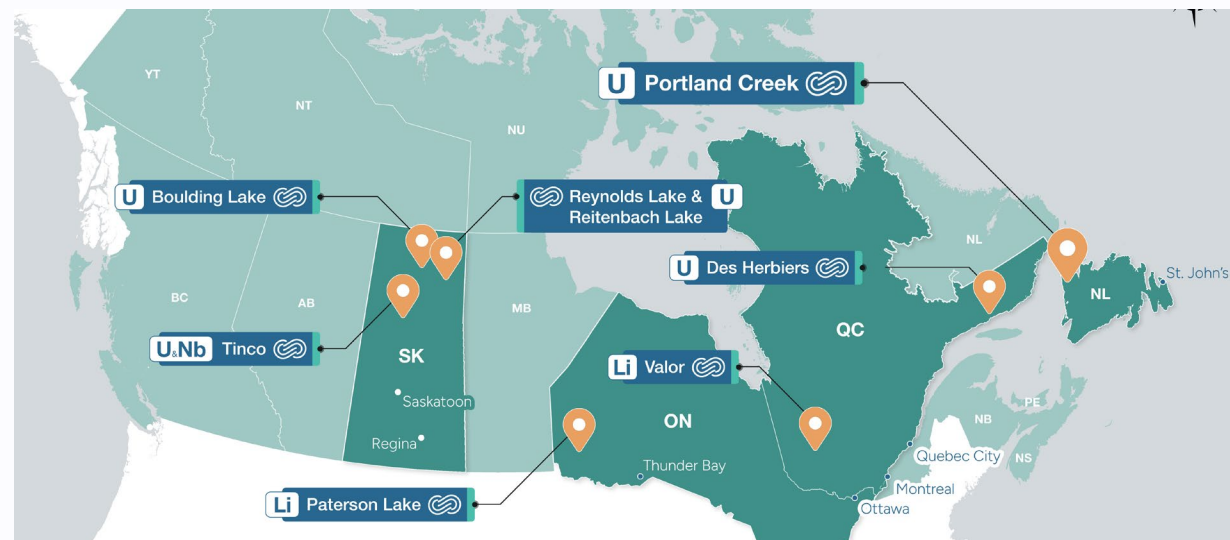 YT
NT
NU
U Portland Creek
U Boulding Lake
Reynolds Lake & U
Reitenbach Lake
NL
U Des Herbiers
St. John's
NL
BC
AB
MB
QC
U&Nb Tinco
SK
Li Valor
Saskatoon
ON
PE
NB
Regina
Quebec City
NS
Thunder Bay
Montreal
Li Paterson Lake
Ottawa